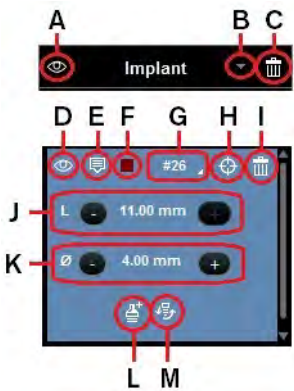 A B C
Implant
D E F G H I
#26
J L - 11.00 mm +
K Ø - 4.00 mm +
L M